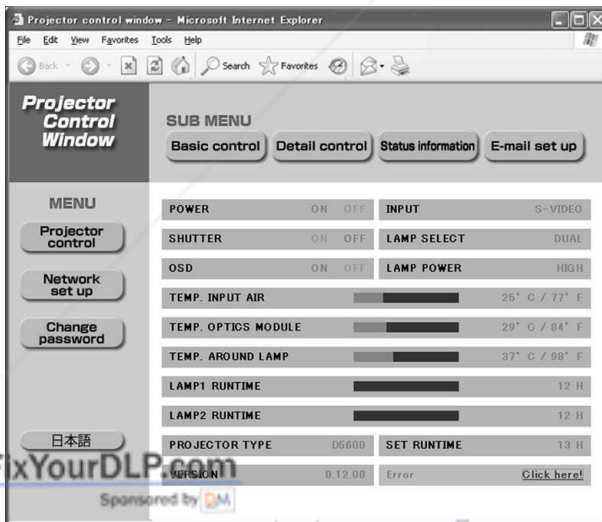 Projector control window - Microsoft Internet Explorer
File Edit View Favorites Tools Help
Back Search Favorites
Projector
Control
Window
SUB MENU
Basic control Detail control Status information E-mail set up
MENU
Projector
control
Network
set up
Change
password
日本語
POWER ON OFF INPUT S-VIDEO
SHUTTER ON OFF LAMP SELECT DUAL
OSD ON OFF LAMP POWER HIGH
TEMP. INPUT AIR 25° C / 77° F
TEMP. OPTICS MODULE 29° C / 84° F
TEMP. AROUND LAMP 37° C / 98° F
LAMP1 RUNTIME 12 H
LAMP2 RUNTIME 12 H
PROJECTOR TYPE D5600 SET RUNTIME 13 H
VERSION 0.12.00 Error Click here!
FixYourDLP.com
Sponsored by DM